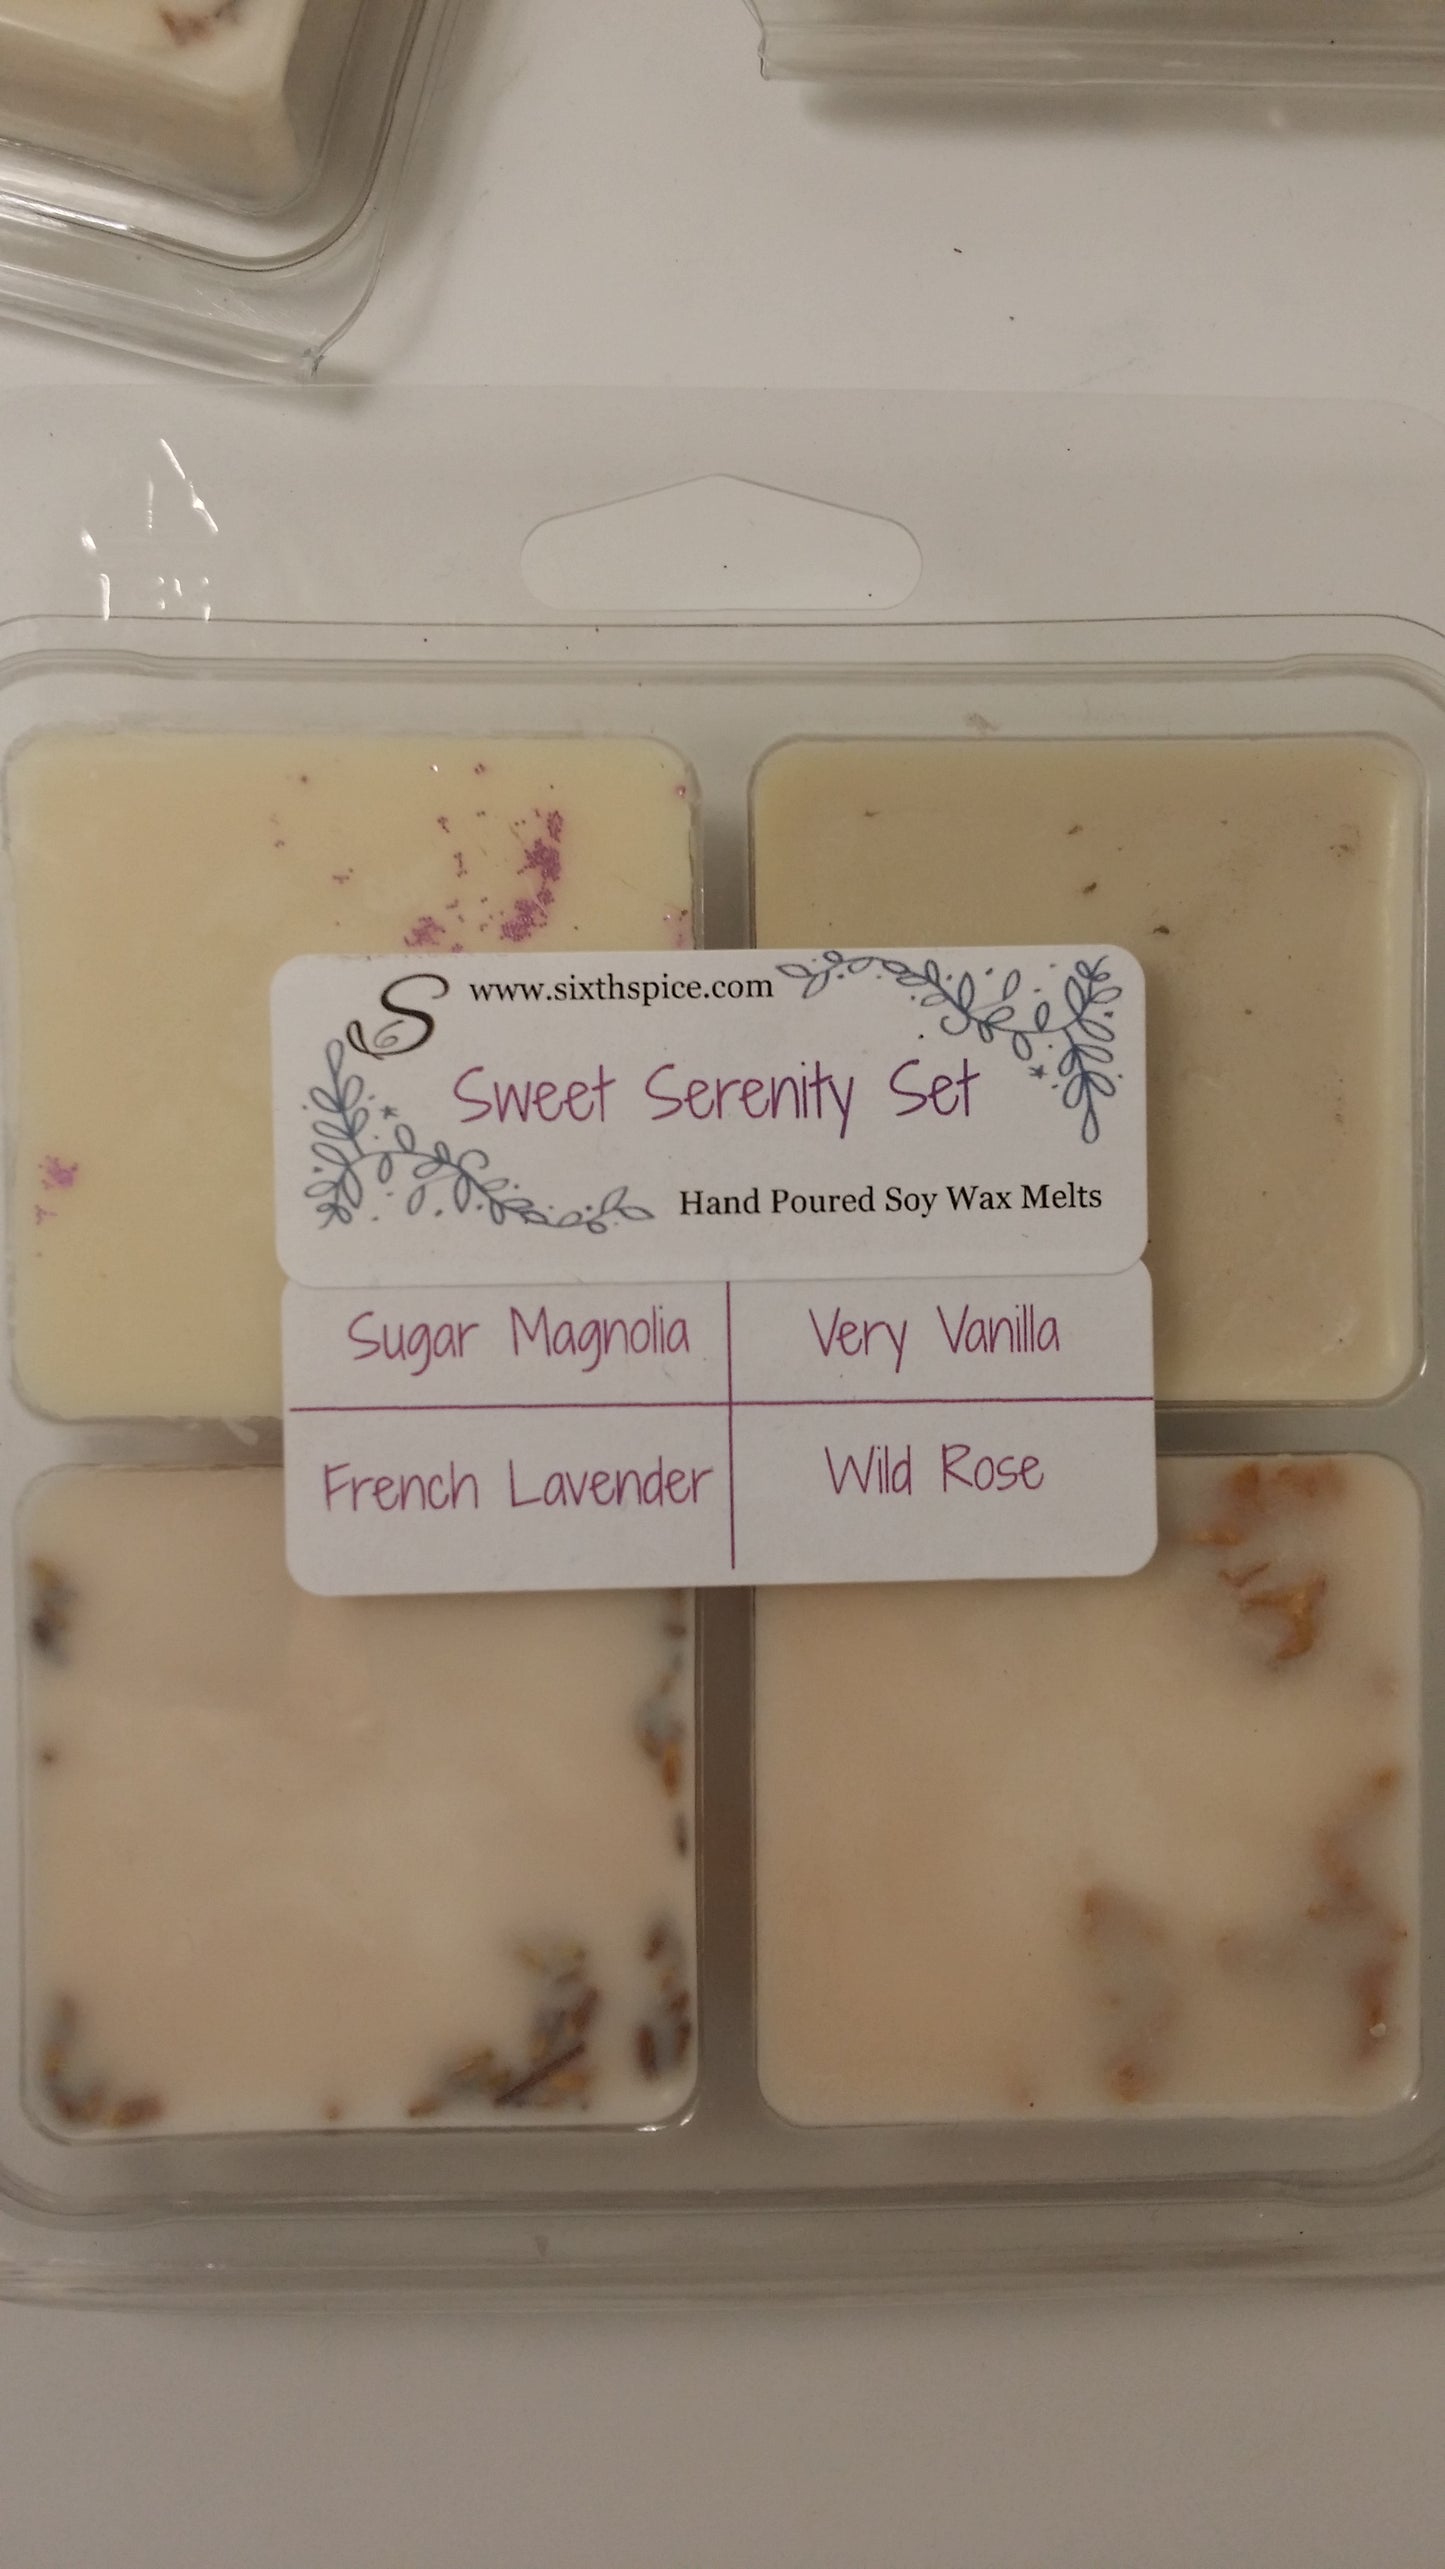 S www.sixthspice.com
Sweet Serenity Set
Hand Poured Soy Wax Melts
Sugar Magnolia
Very Vanilla
French Lavender
Wild Rose